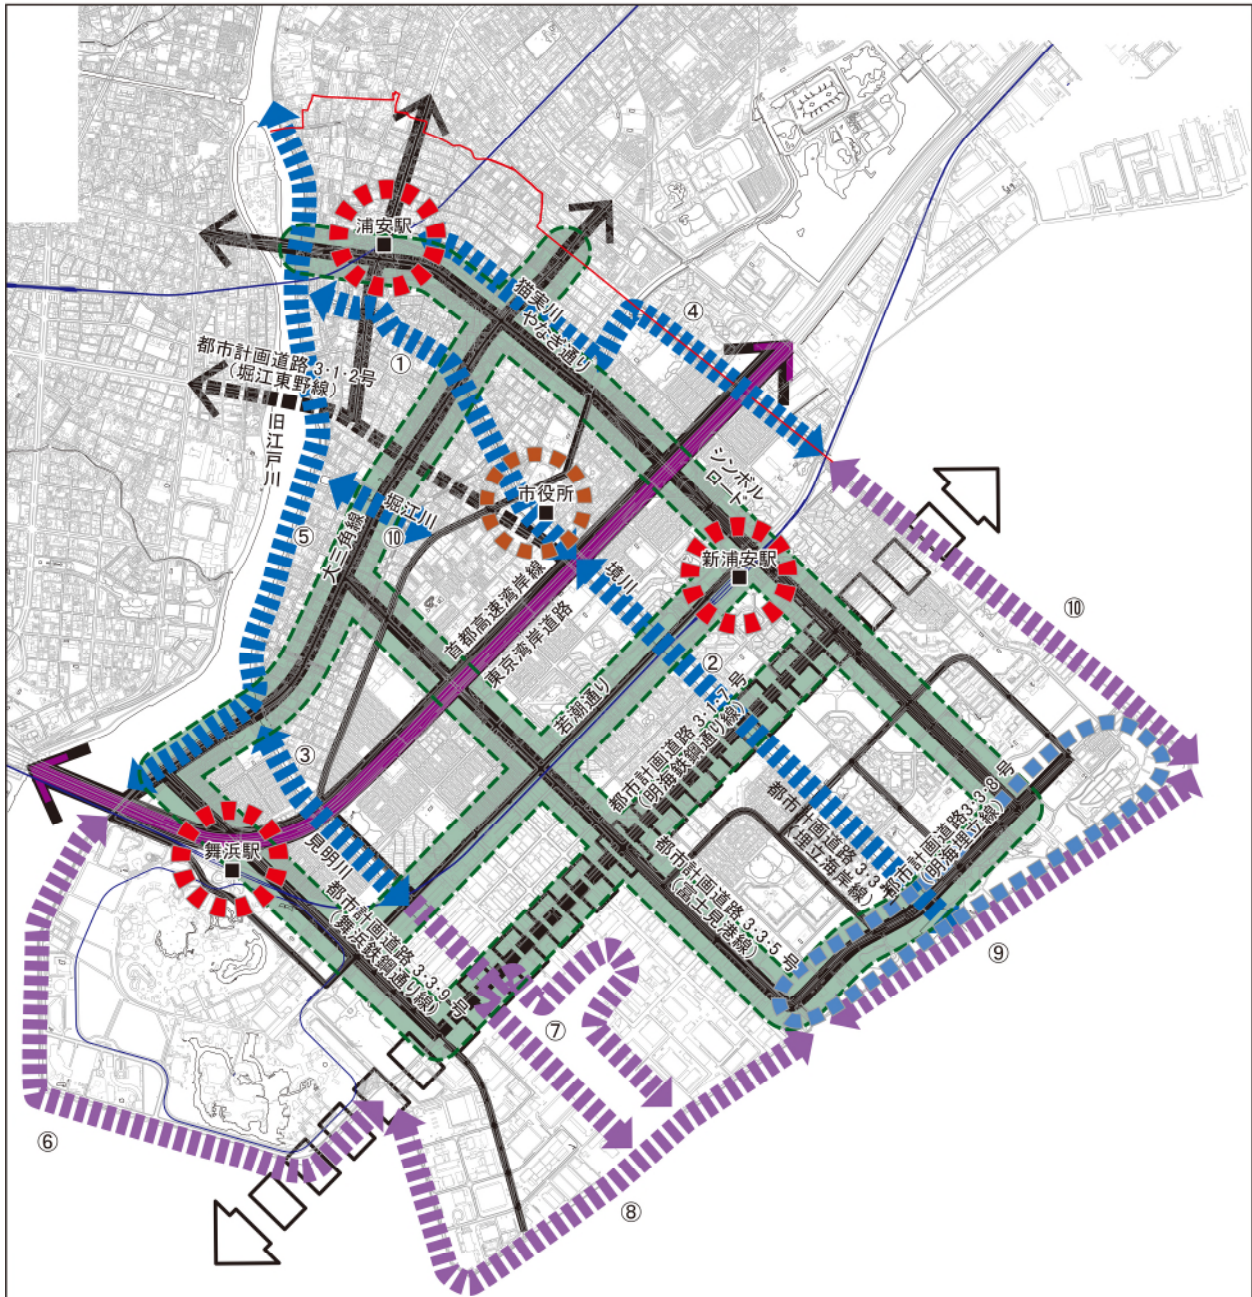 浦安駅
猫実川
やなぎ通り
④
①
都市計画道路3・1・2号
(堀江東野線)
旧江戸川
シンボル
ロード
市役所
堀江川
⑩
⑤
大三角線
新浦安駅
境川
首都高速湾岸線
東京湾岸道路
⑩
②
若潮通り
都市計画道路3・1・7号
(明海鉄鋼通り線)
③
都市計画道路3・3
(埋立海岸線)
都市計画道路3・3・8号
(明海埋立線)
舞浜駅
見明川
都市計画道路3・3・5号
(富士見港線)
都市計画道路3・3・9号
(舞浜鉄鋼通り線)
⑨
⑦
⑥
⑧